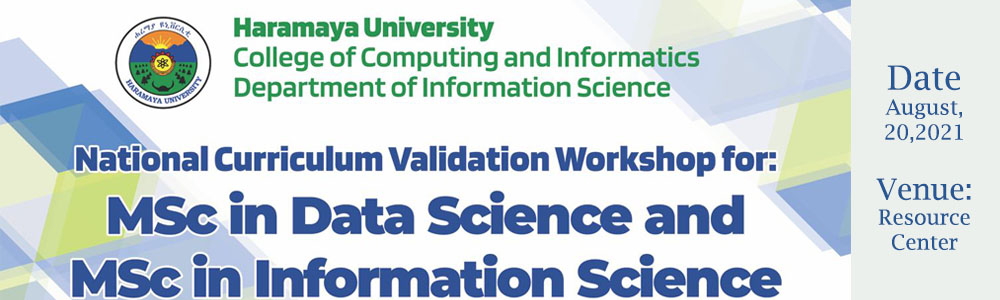 HARAMAYA UNIVERSITY
Haramaya University
College of Computing and Informatics
Department of Information Science
National Curriculum Validation Workshop for:
MSc in Data Science and
MSc in Information Science
Date
August,
20,2021
Venue:
Resource
Center